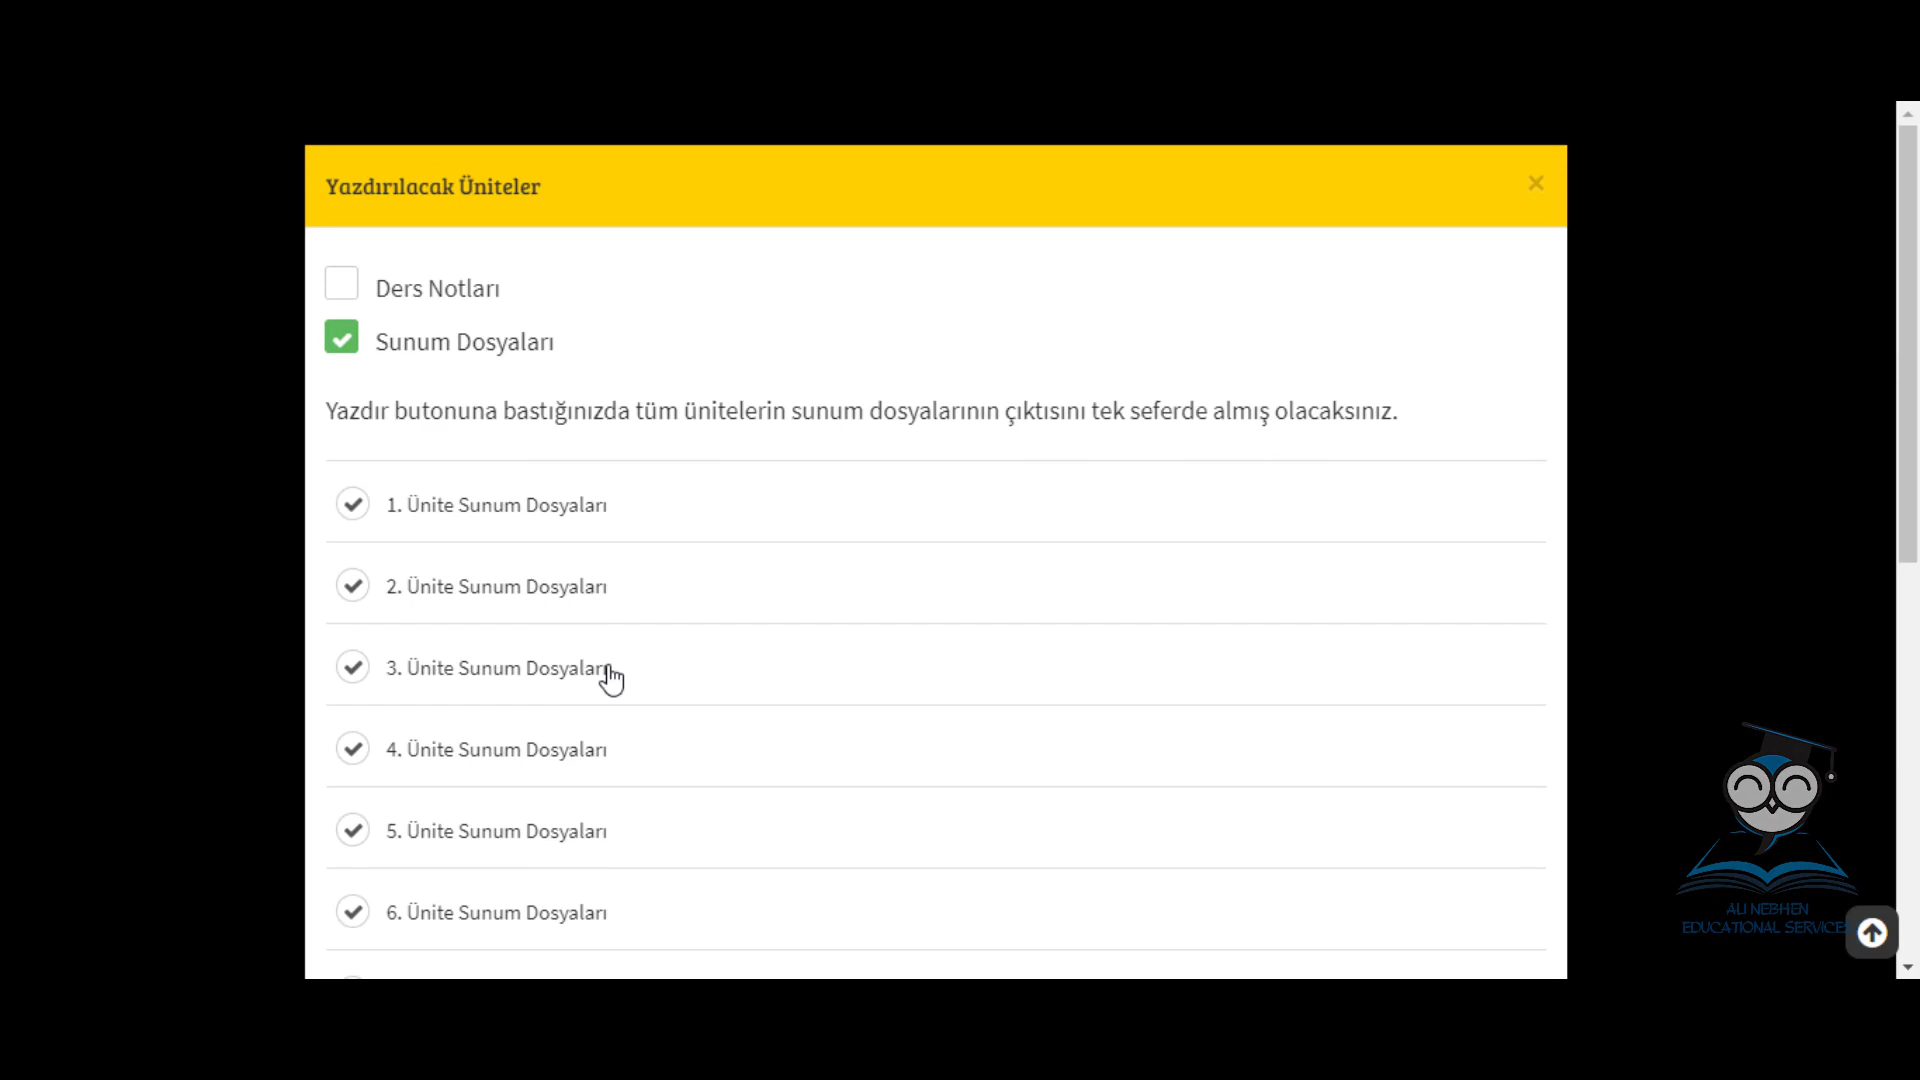 Yazdırılacak Üniteler
Ders Notları
Sunum Dosyaları
Yazdır butonuna bastığınızda tüm ünitelerin sunum dosyalarının çıktısını tek seferde almış olacaksınız.
1. Ünite Sunum Dosyaları
2. Ünite Sunum Dosyaları
3. Ünite Sunum Dosyaları
4. Ünite Sunum Dosyaları
5. Ünite Sunum Dosyaları
6. Ünite Sunum Dosyaları
ALI NEBHEN
EDUCATIONAL SERVICES